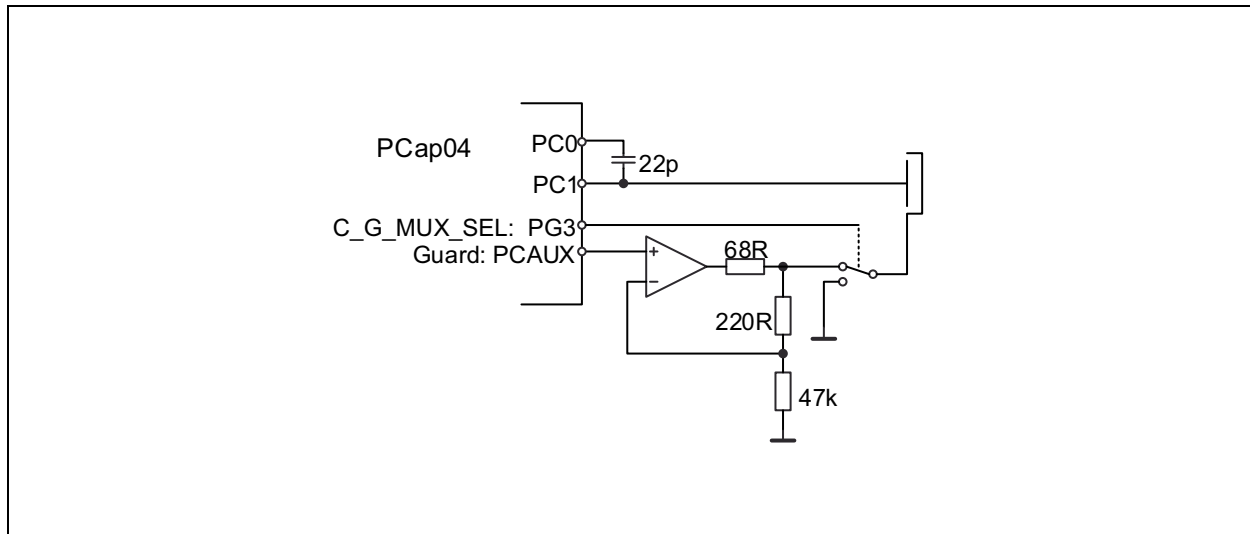 PCap04
PC0
22p
PC1
C_G_MUX_SEL: PG3
Guard: PCAUX
+
−
68R
220R
47k